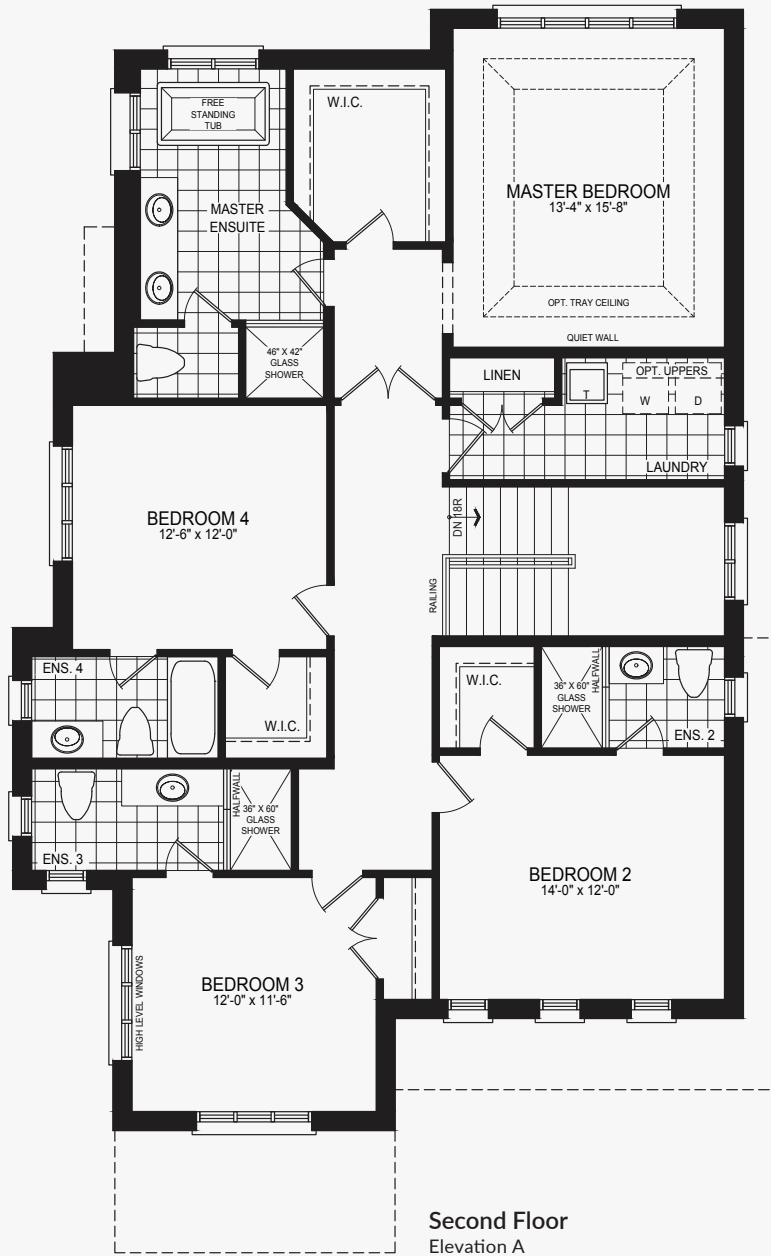 FREE
STANDING
TUB
W.I.C.
MASTER BEDROOM
13'-4" x 15'-8"
MASTER
ENSUITE
OPT. TRAY CEILING
QUIET WALL
46" X 42"
GLASS
SHOWER
LINEN
OPT. UPPERS
T
W
D
LAUNDRY
BEDROOM 4
12'-6" x 12'-0"
DN 18R
RAILING
ENS. 4
W.I.C.
W.I.C.
36" X 60"
GLASS
SHOWER
HALFWALL
ENS. 2
HALFWALL
36" X 60"
GLASS
SHOWER
ENS. 3
BEDROOM 2
14'-0" x 12'-0"
BEDROOM 3
12'-0" x 11'-6"
HIGH LEVEL WINDOWS
Second Floor
Elevation A